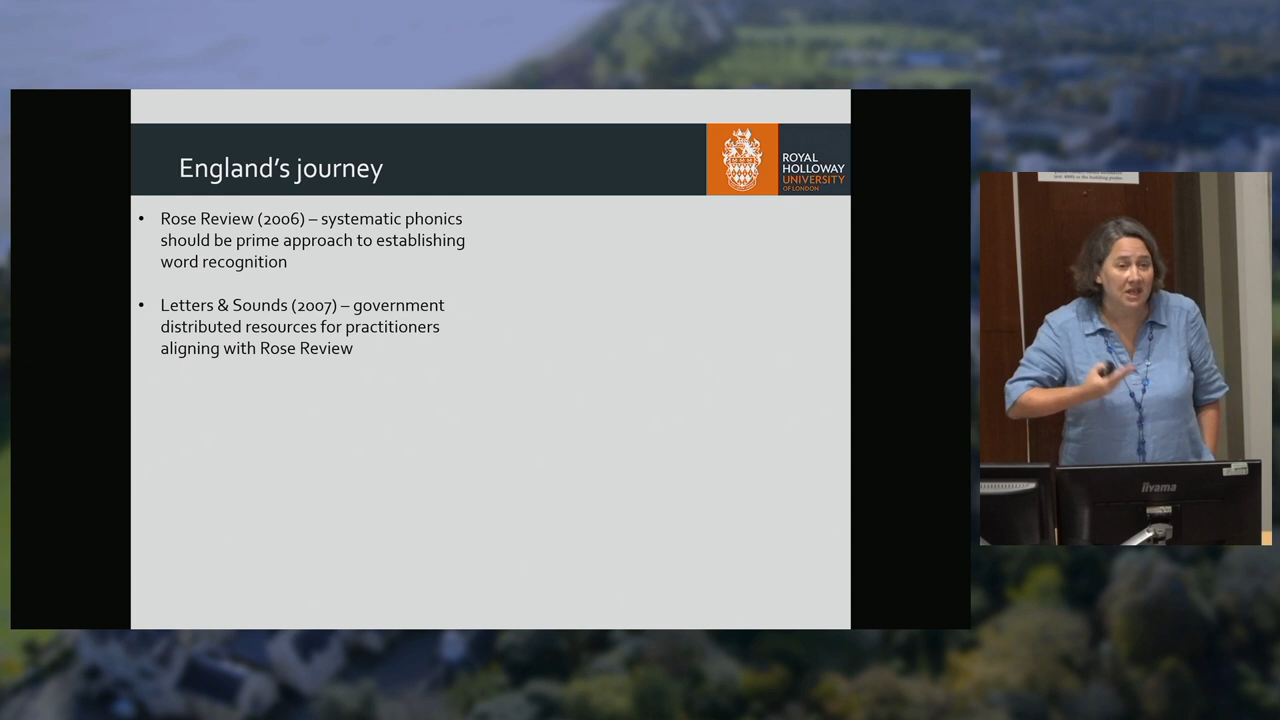 England's journey
ROYAL
HOLLOWAY
UNIVERSITY
OF LONDON
• Rose Review (2006) – systematic phonics
should be prime approach to establishing
word recognition
• Letters & Sounds (2007) – government
distributed resources for practitioners
aligning with Rose Review
iiyama